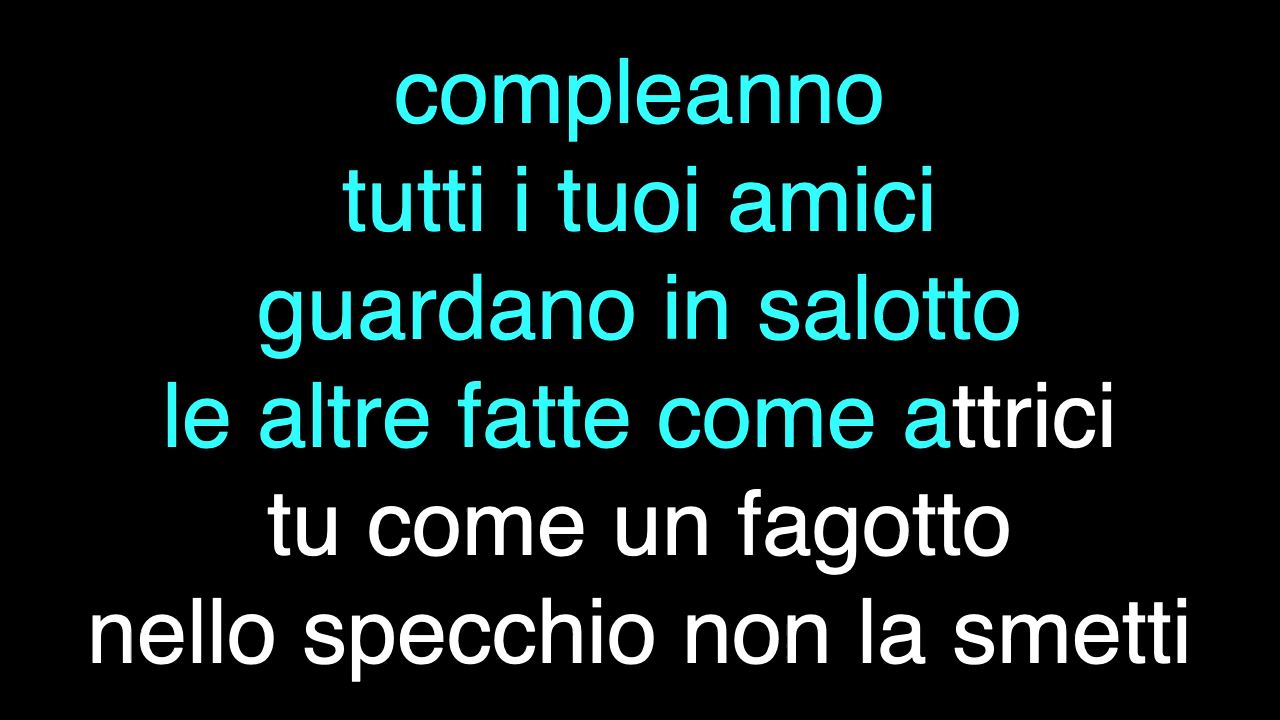 compleanno
tutti i tuoi amici
guardano in salotto
le altre fatte come attrici
tu come un fagotto
nello specchio non la smetti